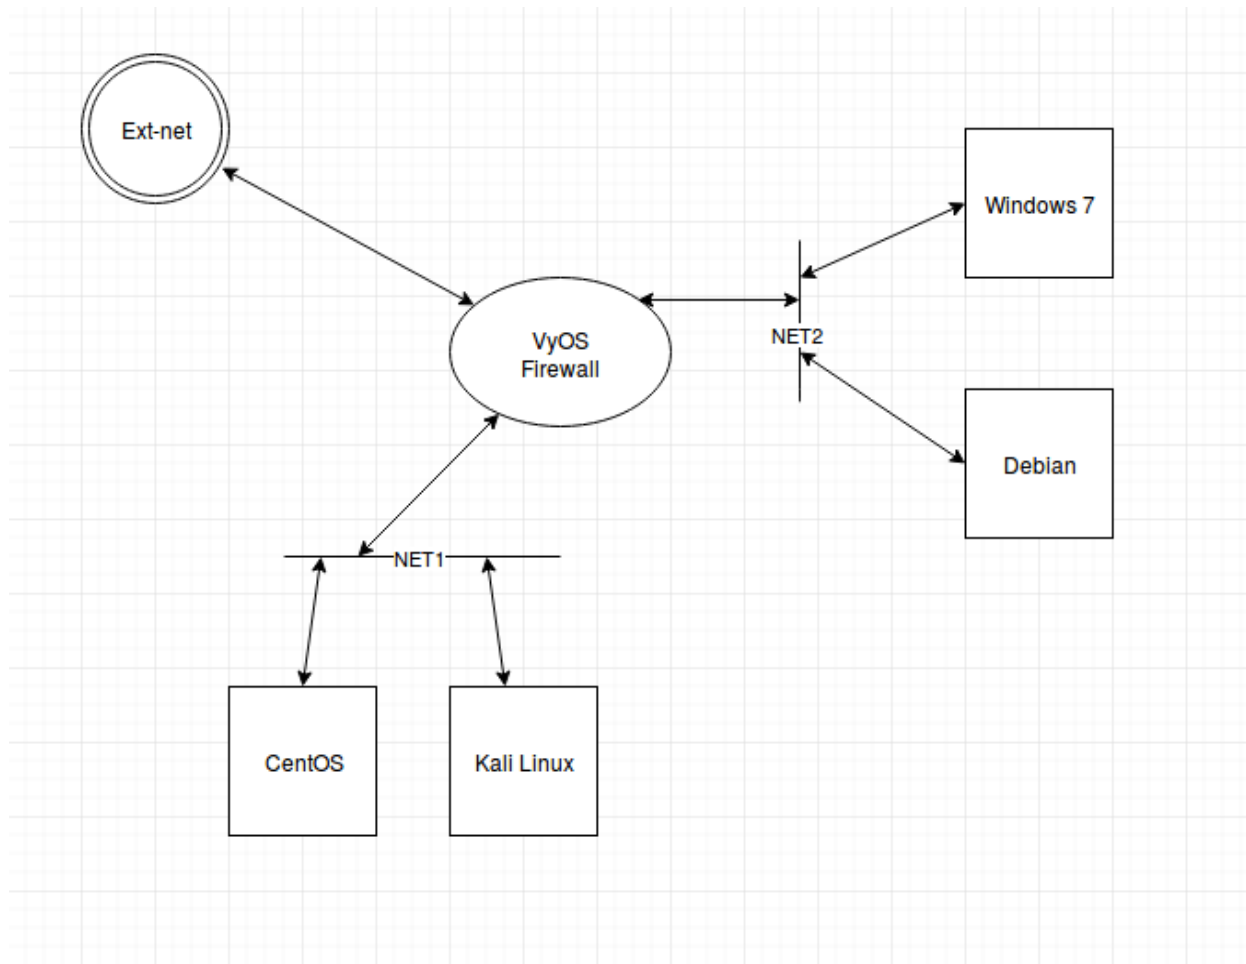 Ext-net
Windows 7
VyOS
Firewall
NET2
Debian
NET1
CentOS
Kali Linux